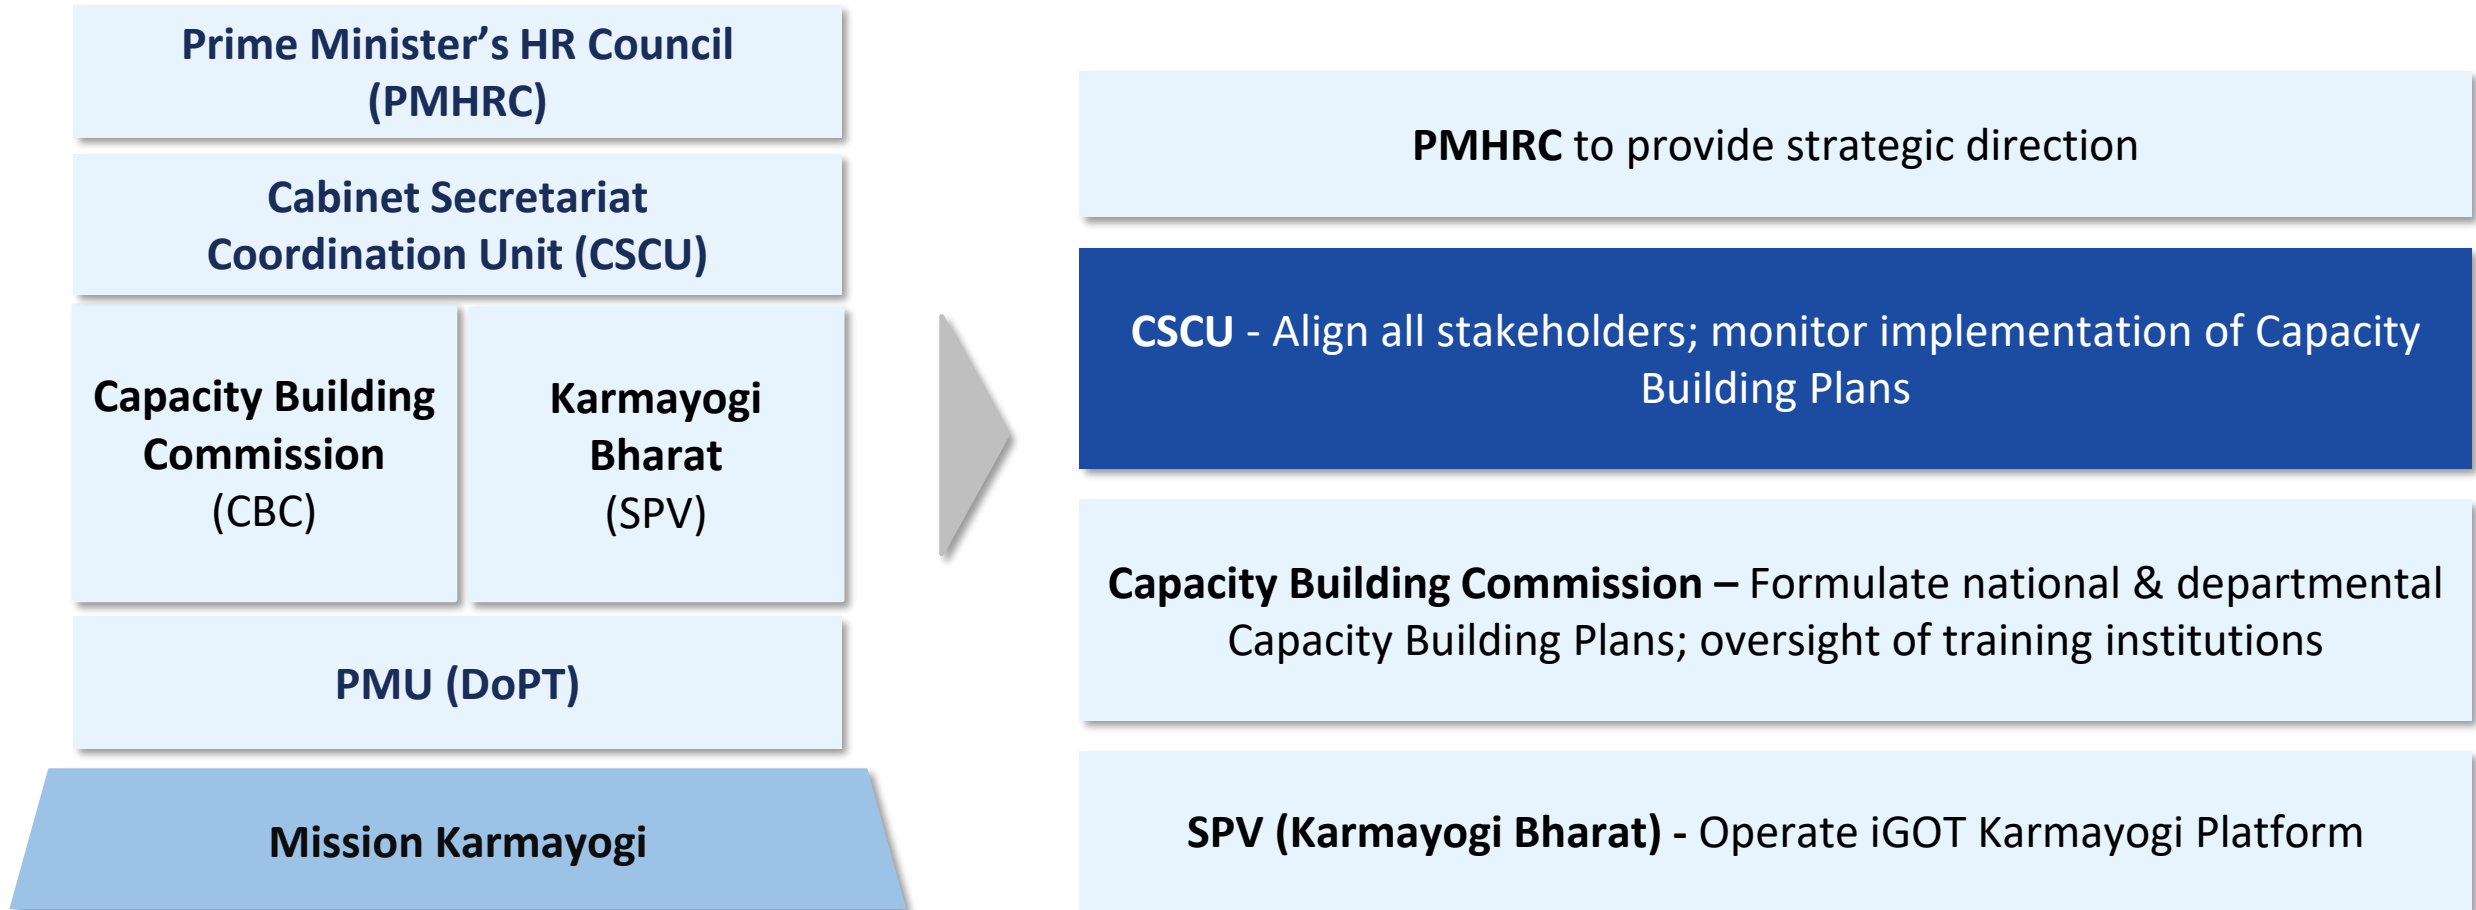 Prime Minister’s HR Council
(PMHRC)
Cabinet Secretariat
Coordination Unit (CSCU)
Capacity Building
Commission
(CBC)
Karmayogi
Bharat
(SPV)
PMU (DoPT)
Mission Karmayogi
PMHRC to provide strategic direction
CSCU - Align all stakeholders; monitor implementation of Capacity
Building Plans
Capacity Building Commission – Formulate national & departmental
Capacity Building Plans; oversight of training institutions
SPV (Karmayogi Bharat) - Operate iGOT Karmayogi Platform